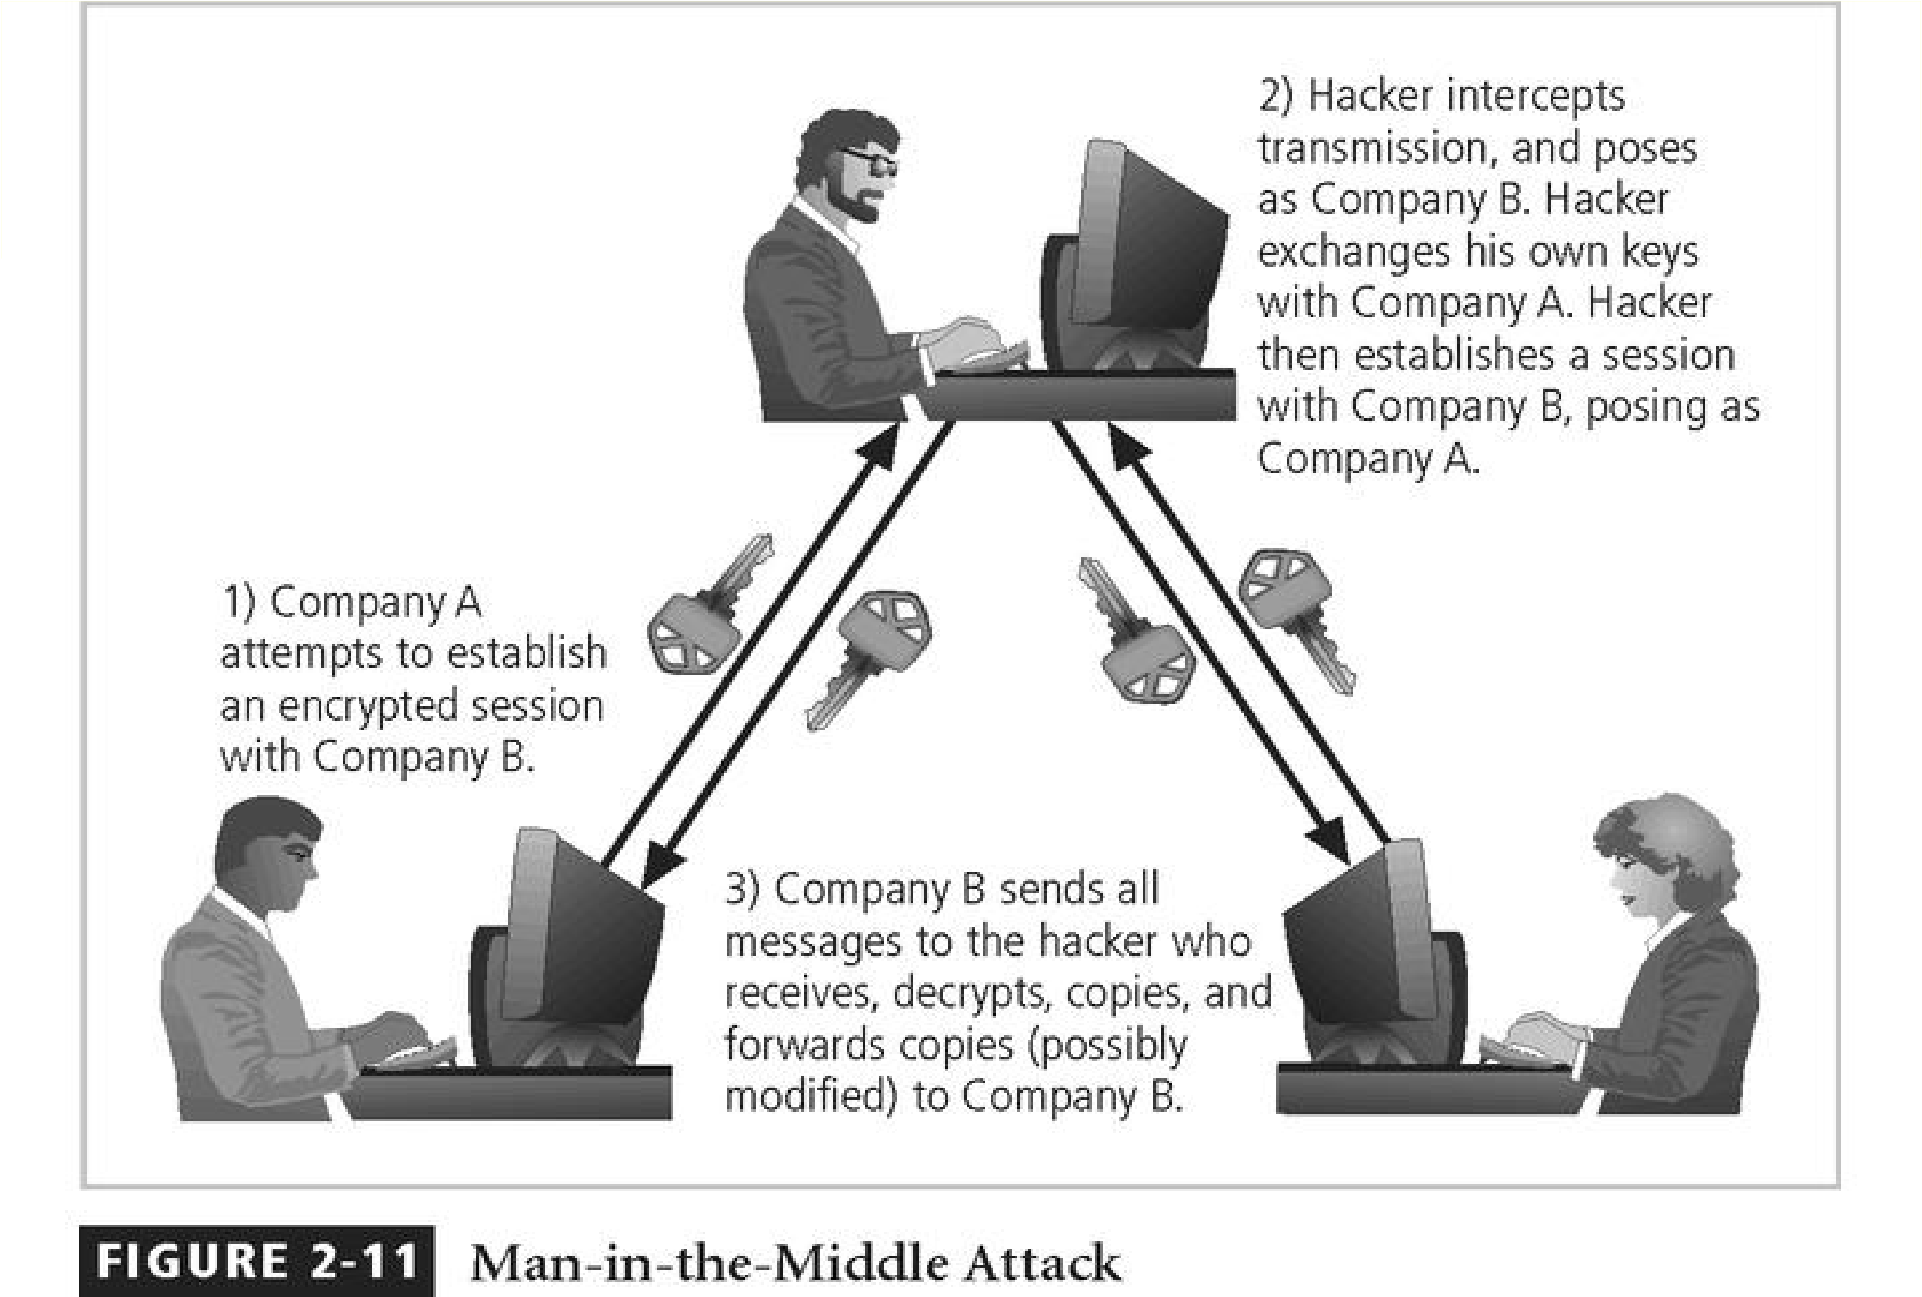 2) Hacker intercepts
transmission, and poses
as Company B. Hacker
exchanges his own keys
with Company A. Hacker
then establishes a session
with Company B, posing as
Company A.
1) Company A
attempts to establish
an encrypted session
with Company B.
3) Company B sends all
messages to the hacker who
receives, decrypts, copies, and
forwards copies (possibly
modified) to Company B.
FIGURE 2-11 Man-in-the-Middle Attack